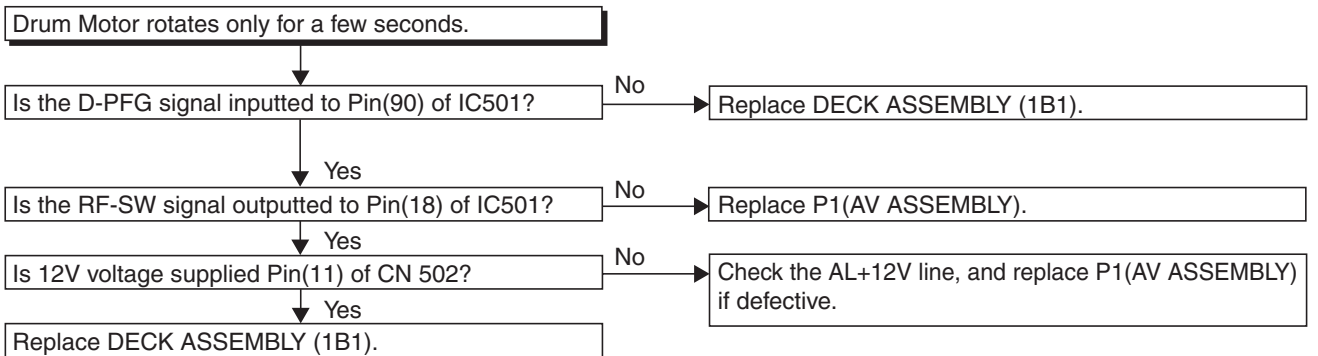 Drum Motor rotates only for a few seconds.
Is the D-PFG signal inputted to Pin(90) of IC501?
No
Replace DECK ASSEMBLY (1B1).
Yes
Is the RF-SW signal outputted to Pin(18) of IC501?
No
Replace P1(AV ASSEMBLY).
Yes
Is 12V voltage supplied Pin(11) of CN 502?
No
Check the AL+12V line, and replace P1(AV ASSEMBLY)
if defective.
Yes
Replace DECK ASSEMBLY (1B1).